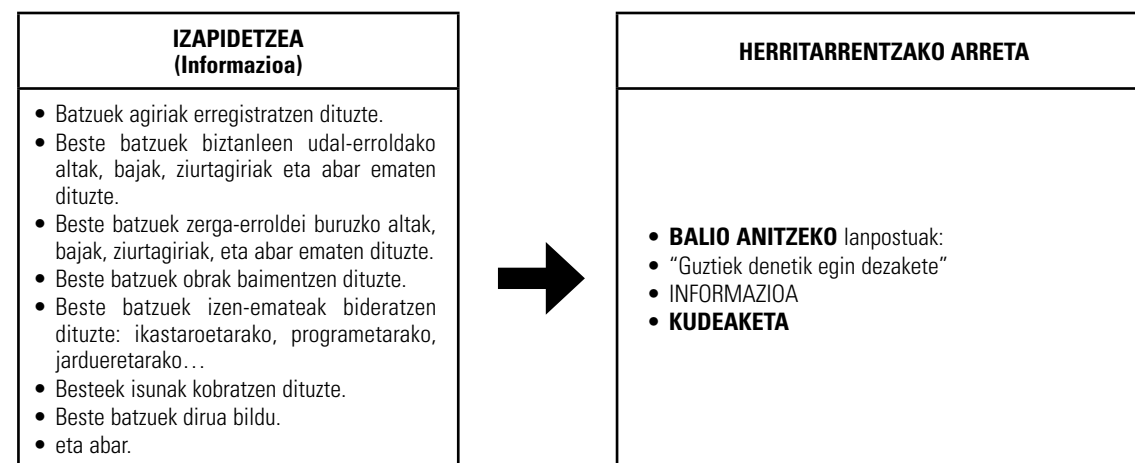 IZAPIDETZEA
(Informazioa)
• Batzuek agiriak erregistratzen dituzte.
• Beste batzuek biztanleen udal-erroldako
altak, bajak, ziurtagiriak eta abar ematen
dituzte.
• Beste batzuek zerga-erroldei buruzko altak,
bajak, ziurtagiriak, eta abar ematen dituzte.
• Beste batzuek obrak baimentzen dituzte.
• Beste batzuek izen-emateak bideratzen
dituzte: ikastaroetarako, programetarako,
jardueretarako…
• Besteek isunak kobratzen dituzte.
• Beste batzuek dirua bildu.
• eta abar.
HERRITARRENTZAKO ARRETA
• BALIO ANITZEKO lanpostuak:
• “Guztiek denetik egin dezakete”
• INFORMAZIOA
• KUDEAKETA